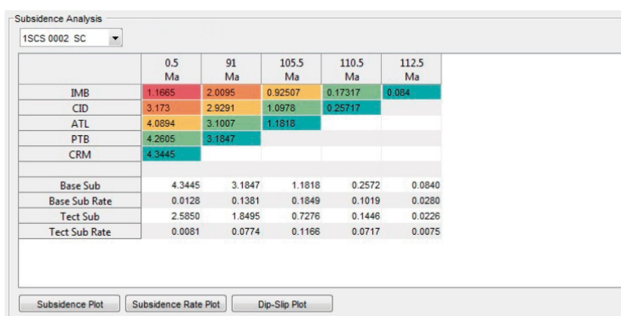 Subsidence Analysis
1SCS 0002 SC
0.5 91 105.5 110.5 112.5
Ma Ma Ma Ma Ma
IMB 1.1665 2.0095 0.92507 0.17317 0.084
CID 3.173 2.9291 1.0978 0.25717
ATL 4.0894 3.1007 1.1818
PTB 4.2605 3.1847
CRM 4.3445
Base Sub 4.3445 3.1847 1.1818 0.2572 0.0840
Base Sub Rate 0.0128 0.1381 0.1849 0.1019 0.0280
Tect Sub 2.5850 1.8495 0.7276 0.1446 0.0226
Tect Sub Rate 0.0081 0.0774 0.1166 0.0717 0.0075
Subsidence Plot Subsidence Rate Plot Dip-Slip Plot